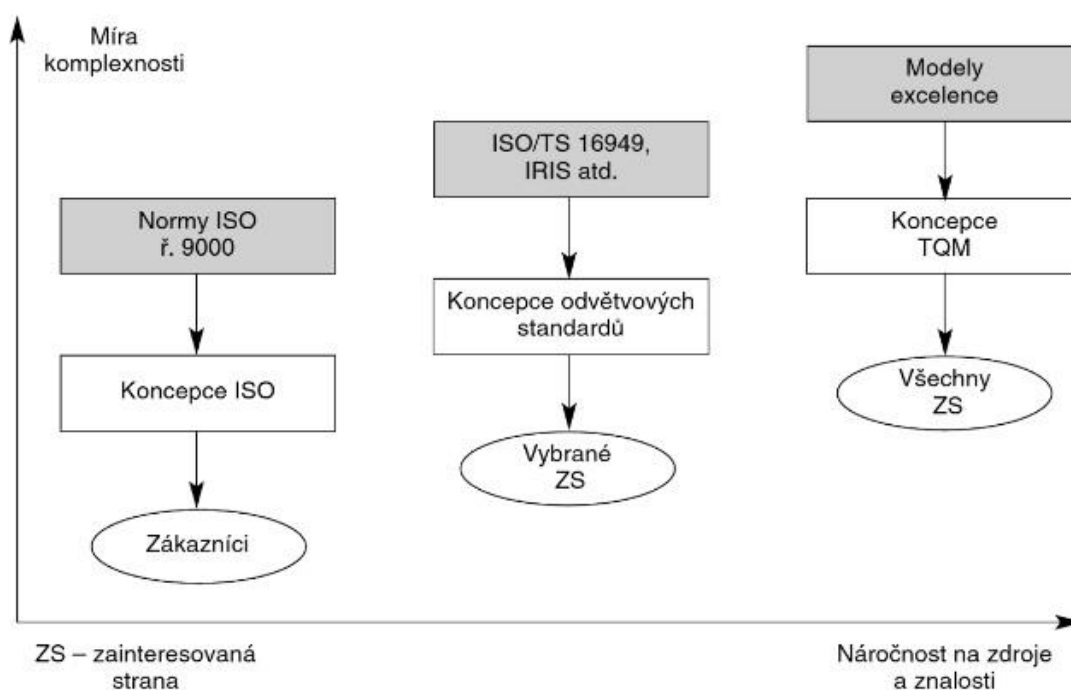 Míra
komplexnosti
Normy ISO
ř. 9000
Koncepce ISO
Zákazníci
ISO/TS 16949,
IRIS atd.
Koncepce odvětvových
standardů
Vybrané
ZS
Modely
excelence
Koncepce
TQM
Všechny
ZS
ZS – zainteresovaná
strana
Náročnost na zdroje
a znalosti